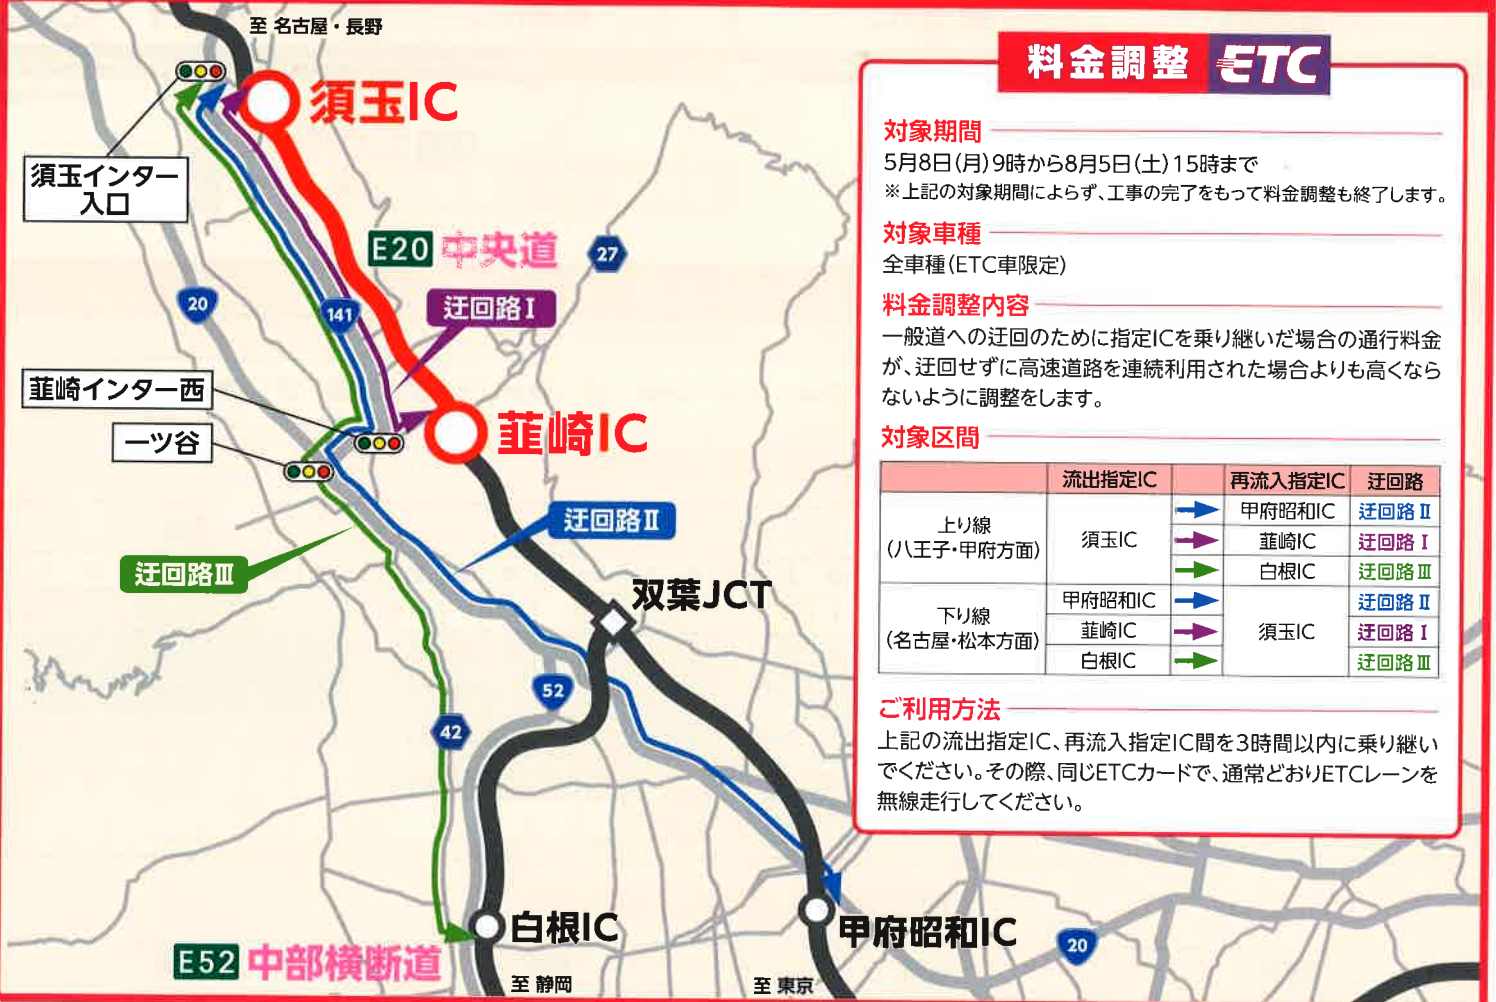 至 名古屋・長野
須玉IC
須玉インター
入口
E20 中央道
27
20
141
迂回路Ⅰ
韮崎インター西
一ツ谷
韮崎IC
迂回路Ⅱ
迂回路Ⅲ
双葉JCT
52
42
白根IC
甲府昭和IC
20
E52 中部横断道
至 静岡
至 東京
料金調整 ETC
対象期間
5月8日(月)9時から8月5日(土)15時まで
※上記の対象期間によらず、工事の完了をもって料金調整も終了します。
対象車種
全車種(ETC車限定)
料金調整内容
一般道への迂回のために指定ICを乗り継いだ場合の通行料金
が、迂回せずに高速道路を連続利用された場合よりも高くなら
ないように調整をします。
対象区間
流出指定IC 再流入指定IC 迂回路
上り線
(八王子・甲府方面)
須玉IC
甲府昭和IC 迂回路Ⅱ
韮崎IC 迂回路Ⅰ
白根IC 迂回路Ⅲ
下り線
(名古屋・松本方面)
甲府昭和IC
韮崎IC
白根IC
須玉IC
迂回路Ⅱ
迂回路Ⅰ
迂回路Ⅲ
ご利用方法
上記の流出指定IC、再流入指定IC間を3時間以内に乗り継い
でください。その際、同じETCカードで、通常どおりETCレーンを
無線走行してください。